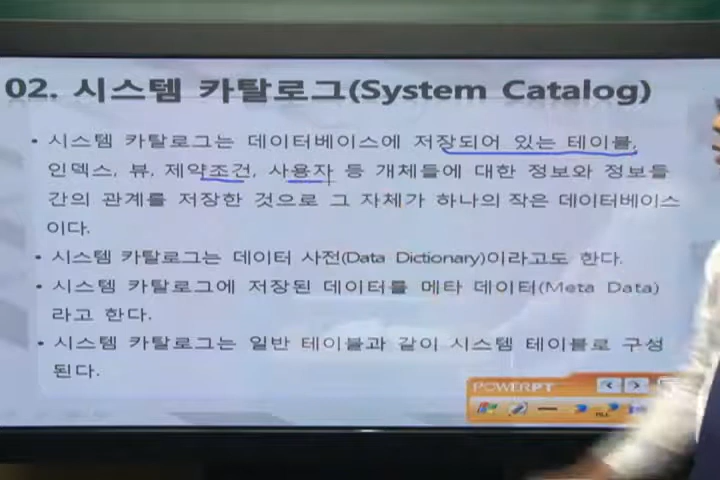 02. 시스템 카탈로그(System Catalog)
• 시스템 카탈로그는 데이터베이스에 저장되어 있는 테이블,
인덱스, 뷰, 제약조건, 사용자 등 개체들에 대한 정보와 정보들
간의 관계를 저장한 것으로 그 자체가 하나의 작은 데이터베이스
이다.
• 시스템 카탈로그는 데이터 사전(Data Dictionary)이라고도 한다.
• 시스템 카탈로그에 저장된 데이터를 메타 데이터(Meta Data)
라고 한다.
• 시스템 카탈로그는 일반 테이블과 같이 시스템 테이블로 구성
된다.
POWERPT